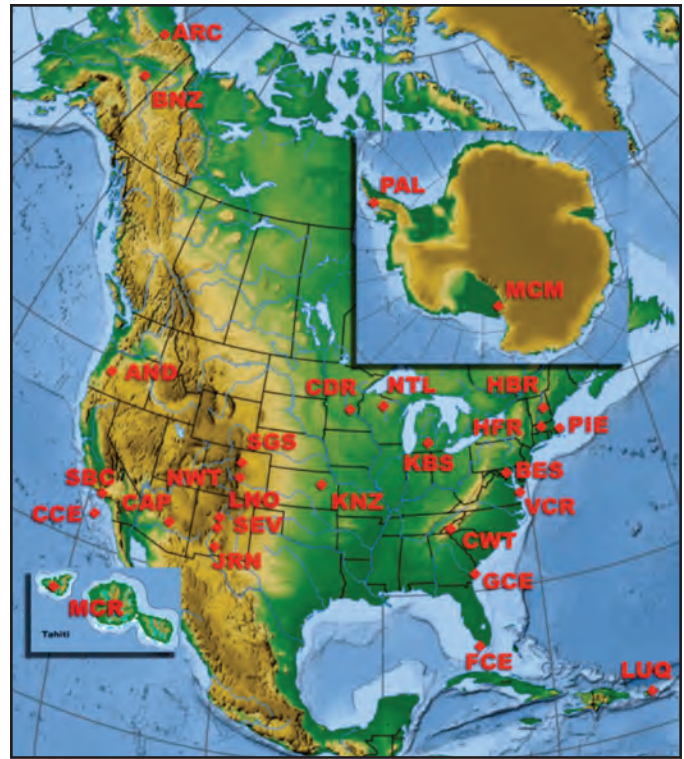 ARC
BNZ
PAL
MCM
AND
CDR
NTL
HBR
HFR
PIE
SGS
KBS
SBC
NWT
BES
CCE
CAP
LNO
KNZ
VCR
SEV
CWT
JRN
GCE
MCR
Tahiti
FCE
LUQ